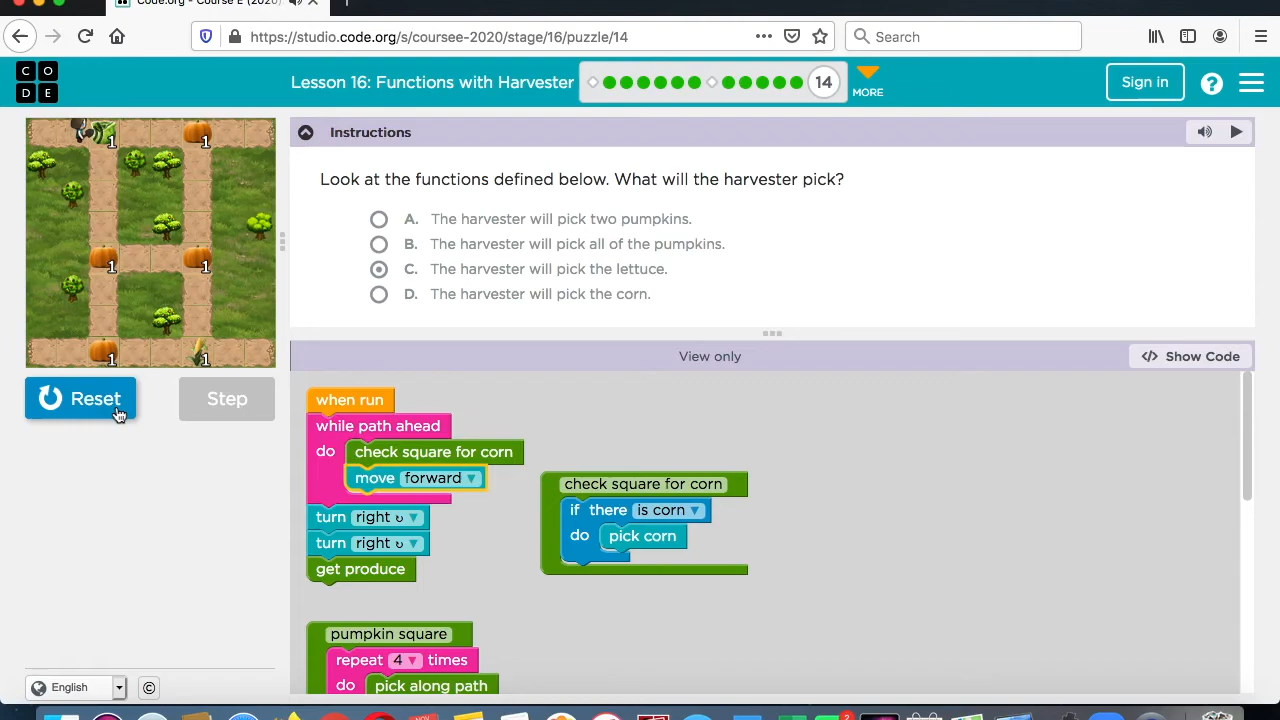 Code.org - Course E (2020)
https://studio.code.org/s/coursee-2020/stage/16/puzzle/14
Search
C O
D E
Lesson 16: Functions with Harvester
14
MORE
Sign in
?
Instructions
Look at the functions defined below. What will the harvester pick?
A. The harvester will pick two pumpkins.
B. The harvester will pick all of the pumpkins.
C. The harvester will pick the lettuce.
D. The harvester will pick the corn.
1 1
1 1
1 1
View only
</> Show Code
Reset
Step
when run
while path ahead
do check square for corn
move forward
turn right ↻
turn right ↻
get produce
check square for corn
if there is corn
do pick corn
pumpkin square
repeat 4 times
do pick along path
English
©
NOV
2